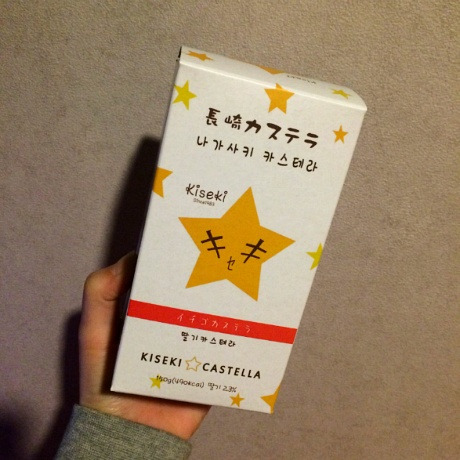 長崎カステラ
나가사키 카스테라
Kiseki
キセキ
イチゴカステラ
딸기카스테라
KISEKI☆CASTELLA